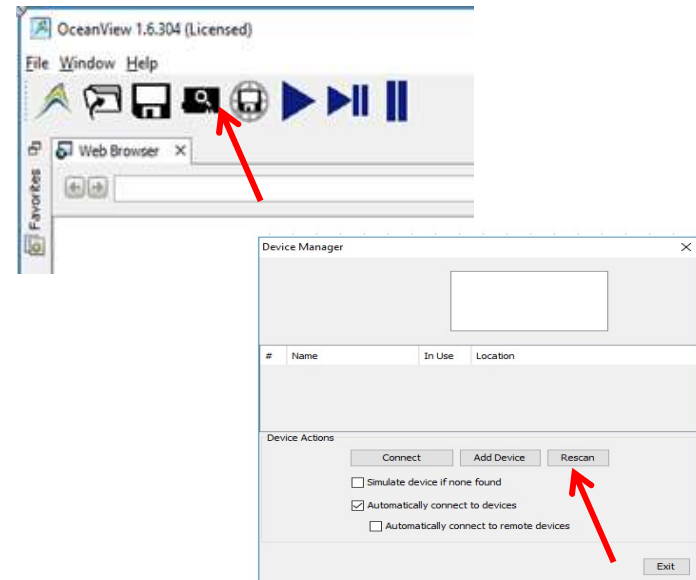 OceanView 1.6.304 (Licensed)
File Window Help
Web Browser ×
Favorites
Device Manager ×
# Name In Use Location
Device Actions
Connect Add Device Rescan
Simulate device if none found
Automatically connect to devices
Automatically connect to remote devices
Exit